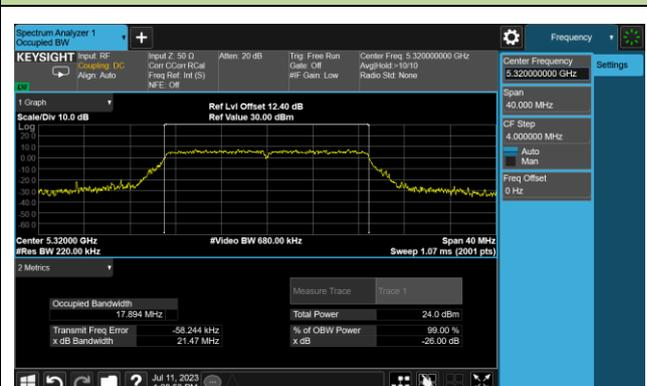 Spectrum Analyzer 1
Occupied BW
Frequency
KEYSIGHT
Input: RF
Coupling: DC
Align: Auto
Input Z: 50 Ω
Corr CCorr RCal
Freq Ref: Int (S)
NFE: Off
Atten: 20 dB
Trig: Free Run
Gate: Off
#IF Gain: Low
Center Freq: 5.320000000 GHz
Avg|Hold:>10/10
Radio Std: None
LXI
Center Frequency
5.320000000 GHz
Settings
Span
40.000 MHz
CF Step
4.000000 MHz
Auto
Man
Freq Offset
0 Hz
1 Graph
Scale/Div 10.0 dB
Ref Lvl Offset 12.40 dB
Ref Value 30.00 dBm
Log
20.0
10.0
0.00
-10.0
-20.0
-30.0
-40.0
-50.0
-60.0
Center 5.32000 GHz
#Res BW 220.00 kHz
#Video BW 680.00 kHz
Span 40 MHz
Sweep 1.07 ms (2001 pts)
2 Metrics
Measure Trace
Trace 1
Occupied Bandwidth
17.894 MHz
Total Power
24.0 dBm
Transmit Freq Error
-58.244 kHz
% of OBW Power
99.00 %
x dB Bandwidth
21.47 MHz
x dB
-26.00 dB
Jul 11, 2023